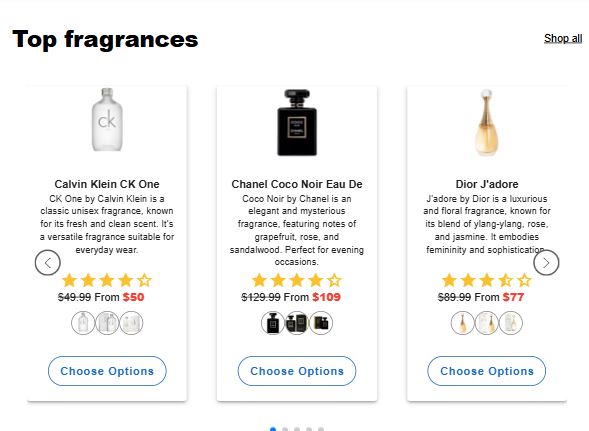 Top fragrances
Shop all
ck
Calvin Klein CK One
CK One by Calvin Klein is a
classic unisex fragrance, known
for its fresh and clean scent. It's
a versatile fragrance suitable for
everyday wear.
$49.99 From $50
Choose Options
CHANEL
Chanel Coco Noir Eau De
Coco Noir by Chanel is an
elegant and mysterious
fragrance, featuring notes of
grapefruit, rose, and
sandalwood. Perfect for evening
occasions.
$129.99 From $109
Choose Options
Dior J'adore
J'adore by Dior is a luxurious
and floral fragrance, known for
its blend of ylang-ylang, rose,
and jasmine. It embodies
femininity and sophistication.
$89.99 From $77
Choose Options